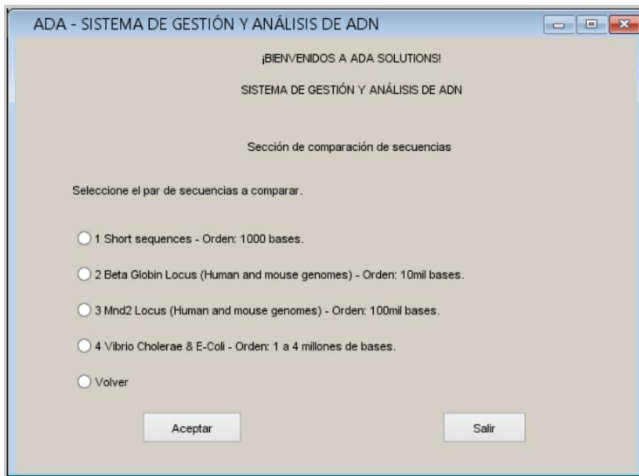 ADA - SISTEMA DE GESTIÓN Y ANÁLISIS DE ADN
¡BIENVENIDOS A ADA SOLUTIONS!
SISTEMA DE GESTIÓN Y ANÁLISIS DE ADN
Sección de comparación de secuencias
Seleccione el par de secuencias a comparar.
1 Short sequences - Orden: 1000 bases.
2 Beta Globin Locus (Human and mouse genomes) - Orden: 10mil bases.
3 Mnd2 Locus (Human and mouse genomes) - Orden: 100mil bases.
4 Vibrio Cholerae & E-Coli - Orden: 1 a 4 millones de bases.
Volver
Aceptar Salir